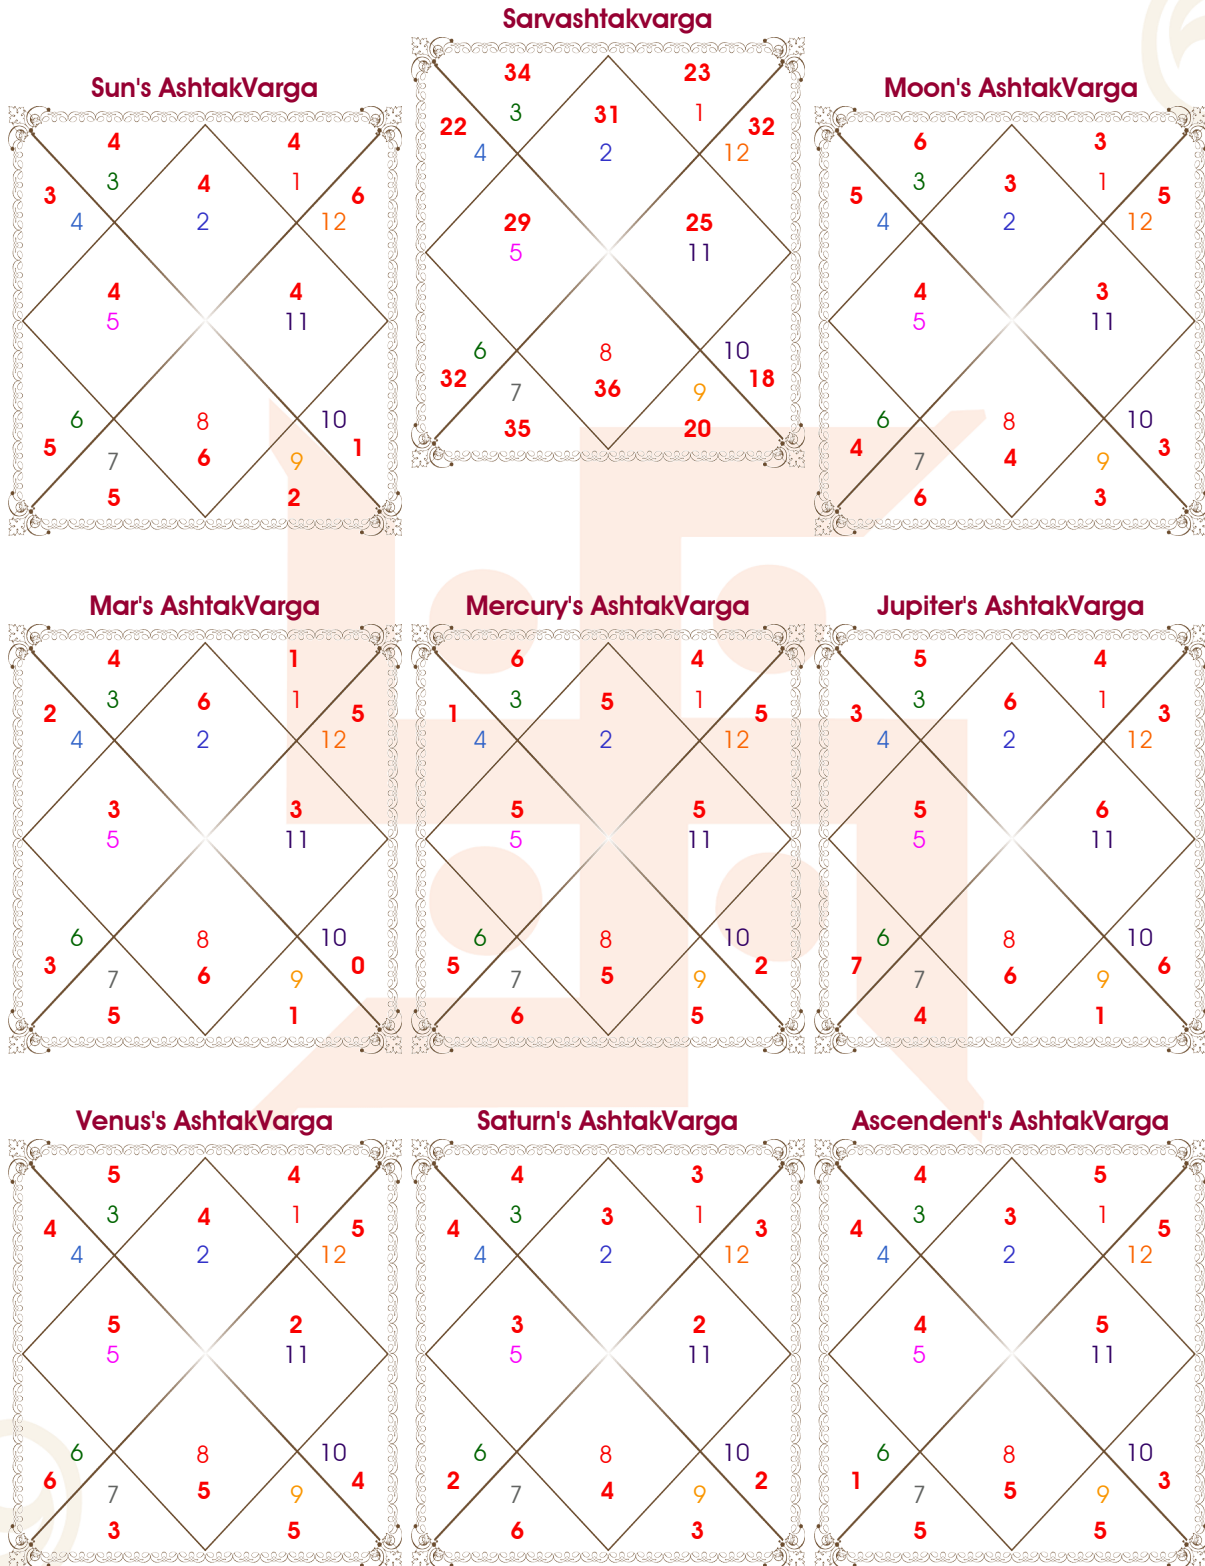 Sarvashtakvarga
34 23
3 31 1
22 32
4 2 12
29 25
5 11
6 8 10
32 36 18
7 9
35 20
Sun's AshtakVarga
4 4
3 4 1
3 6
4 2 12
4 4
5 11
6 8 10
5 6 1
7 9
5 2
Moon's AshtakVarga
6 3
3 3 1
5 5
4 2 12
4 3
5 11
6 8 10
4 4 3
7 9
6 3
Mar's AshtakVarga
4 1
3 6 1
2 5
4 2 12
3 3
5 11
6 8 10
3 6 0
7 9
5 1
Mercury's AshtakVarga
6 4
3 5 1
1 5
4 2 12
5 5
5 11
6 8 10
5 5 2
7 9
6 5
Jupiter's AshtakVarga
5 4
3 6 1
3 3
4 2 12
5 6
5 11
6 8 10
7 6 6
7 9
4 1
Venus's AshtakVarga
5 4
3 4 1
4 5
4 2 12
5 2
5 11
6 8 10
6 5 4
7 9
3 5
Saturn's AshtakVarga
4 3
3 3 1
4 3
4 2 12
3 2
5 11
6 8 10
2 4 2
7 9
6 3
Ascendent's AshtakVarga
4 5
3 3 1
4 5
4 2 12
4 5
5 11
6 8 10
1 5 3
7 9
5 5